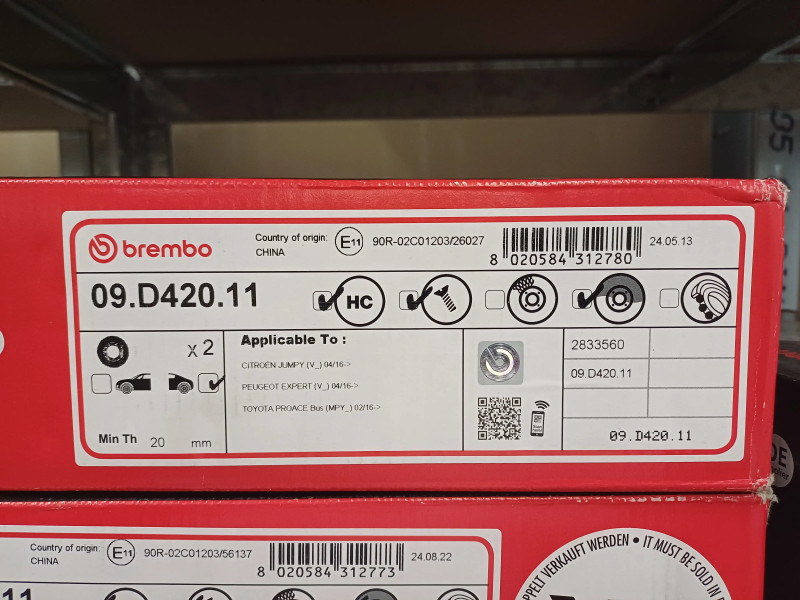 brembo
Country of origin:
CHINA
E11
90R-02C01203/26027
8 020584 312780
24.05.13
09.D420.11
HC
x 2
Min Th 20 mm
Applicable To :
CITROËN JUMPY (V_) 04/16->
PEUGEOT EXPERT (V_) 04/16->
TOYOTA PROACE Bus (MPY_) 02/16->
2833560
09.D420.11
09.D420.11
Country of origin:
CHINA
E11
90R-02C01203/56137
8 020584 312773
24.08.22
PPELT VERKAUFT WERDEN • IT MUST BE SOLD IN